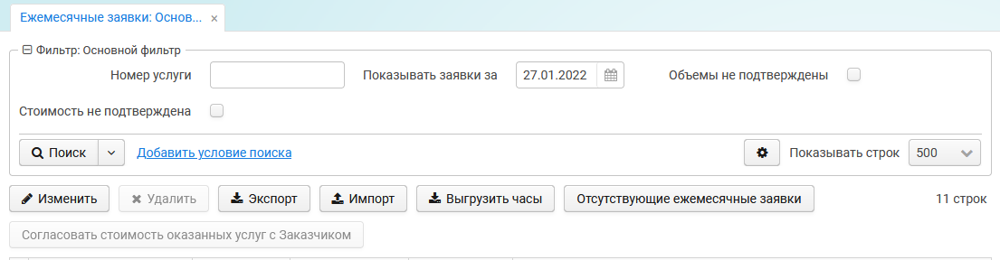 Ежемесячные заявки: Основ... ×
Фильтр: Основной фильтр
Номер услуги Показывать заявки за 27.01.2022 Объемы не подтверждены
Стоимость не подтверждена
Поиск Добавить условие поиска Показывать строк 500
Изменить Удалить Экспорт Импорт Выгрузить часы Отсутствующие ежемесячные заявки 11 строк
Согласовать стоимость оказанных услуг с Заказчиком